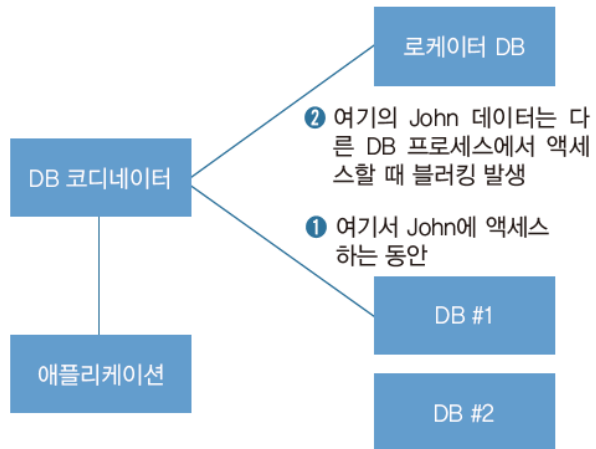 로케이터 DB
❷ 여기의 John 데이터는 다
른 DB 프로세스에서 액세
스할 때 블러킹 발생
DB 코디네이터
❶ 여기서 John에 액세스
하는 동안
DB #1
애플리케이션
DB #2